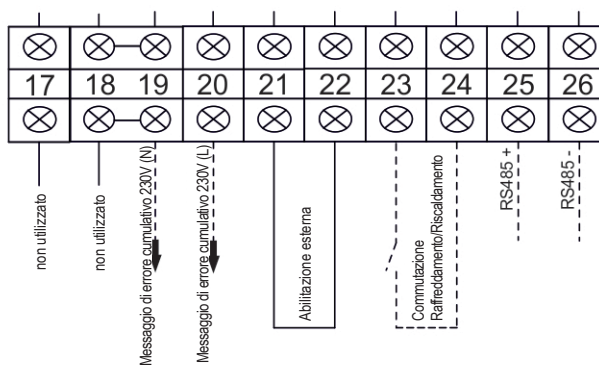 17 18 19 20 21 22 23 24 25 26
non utilizzato
non utilizzato
Messaggio di errore cumulativo 230V (N)
Messaggio di errore cumulativo 230V (L)
Abilitazione esterna
Commutazione
Raffreddamento/Riscaldamento
RS485 +
RS485 -